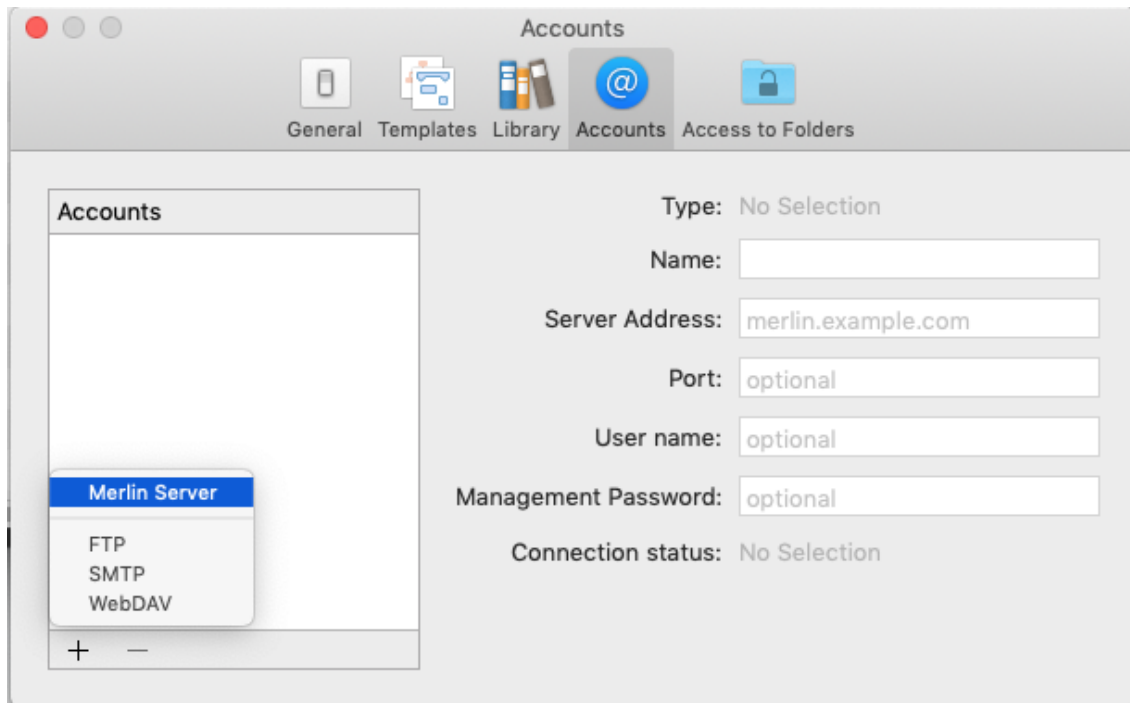 Accounts
General Templates Library Accounts Access to Folders
Accounts
Type: No Selection
Name:
Server Address: merlin.example.com
Port: optional
User name: optional
Management Password: optional
Connection status: No Selection
Merlin Server
FTP
SMTP
WebDAV